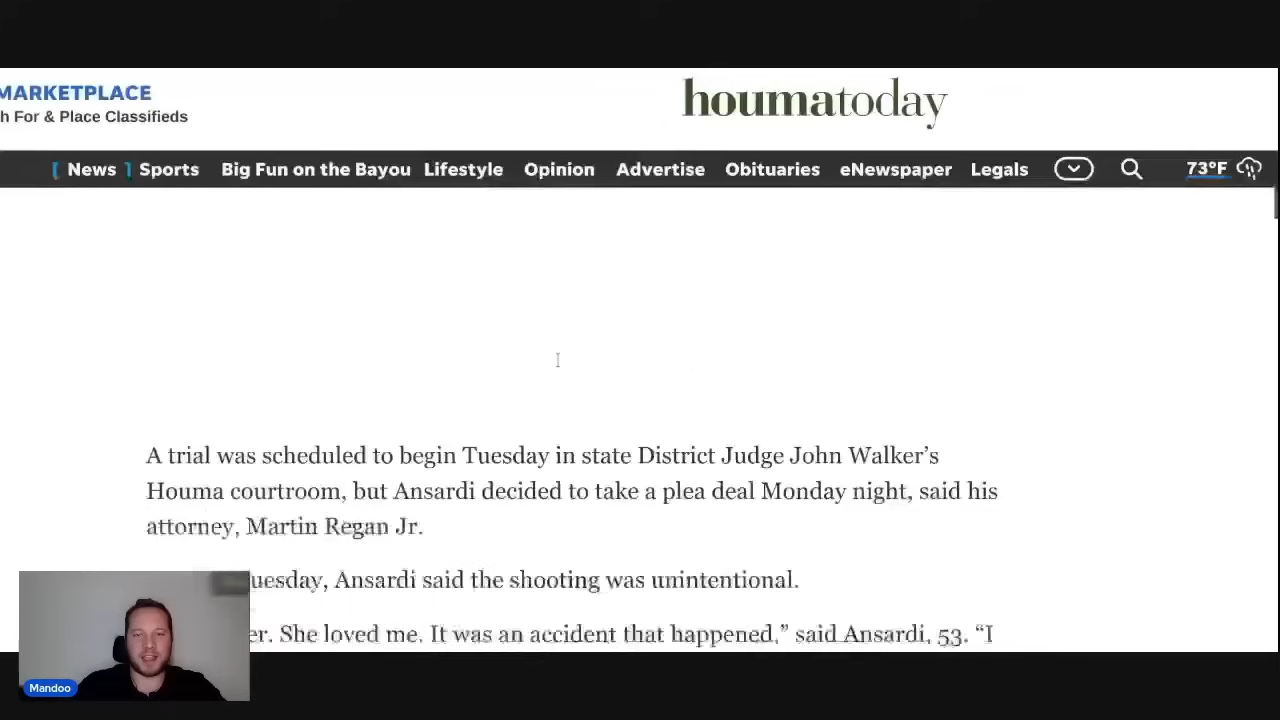 MARKETPLACE
h For & Place Classifieds
houmatoday
News Sports Big Fun on the Bayou Lifestyle Opinion Advertise Obituaries eNewspaper Legals 73°F
A trial was scheduled to begin Tuesday in state District Judge John Walker’s
Houma courtroom, but Ansardi decided to take a plea deal Monday night, said his
attorney, Martin Regan Jr.
uesday, Ansardi said the shooting was unintentional.
er. She loved me. It was an accident that happened,” said Ansardi, 53. “I
Mandoo